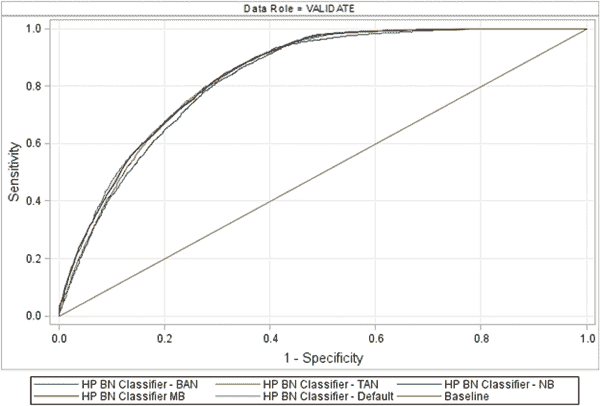 Data Role = VALIDATE
1.0
0.8
0.6
0.4
0.2
0.0
Sensitivity
0.0 0.2 0.4 0.6 0.8 1.0
1 - Specificity
HP BN Classifier - BAN HP BN Classifier - TAN HP BN Classifier - NB
HP BN Classifier MB HP BN Classifier - Default Baseline